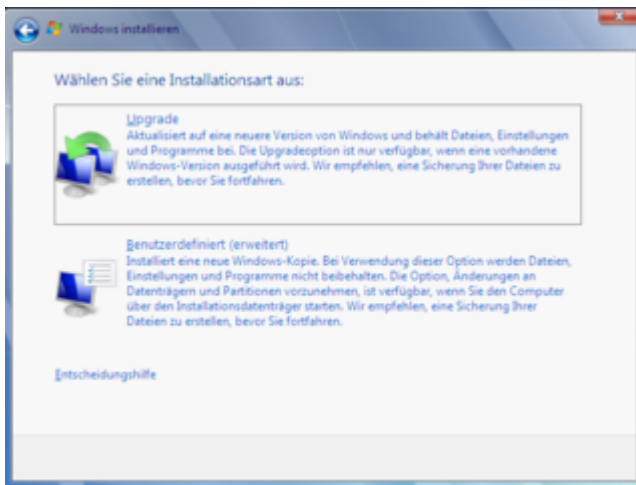 Windows installieren
Wählen Sie eine Installationsart aus:
Upgrade
Aktualisiert auf eine neuere Version von Windows und behält Dateien, Einstellungen
und Programme bei. Die Upgradeoption ist nur verfügbar, wenn eine vorhandene
Windows-Version ausgeführt wird. Wir empfehlen, eine Sicherung Ihrer Dateien zu
erstellen, bevor Sie fortfahren.
Benutzerdefiniert (erweitert)
Installiert eine neue Windows-Kopie. Bei Verwendung dieser Option werden Dateien,
Einstellungen und Programme nicht beibehalten. Die Option, Änderungen an
Datenträgern und Partitionen vorzunehmen, ist verfügbar, wenn Sie den Computer
über den Installationsdatenträger starten. Wir empfehlen, eine Sicherung Ihrer
Dateien zu erstellen, bevor Sie fortfahren.
Entscheidungshilfe